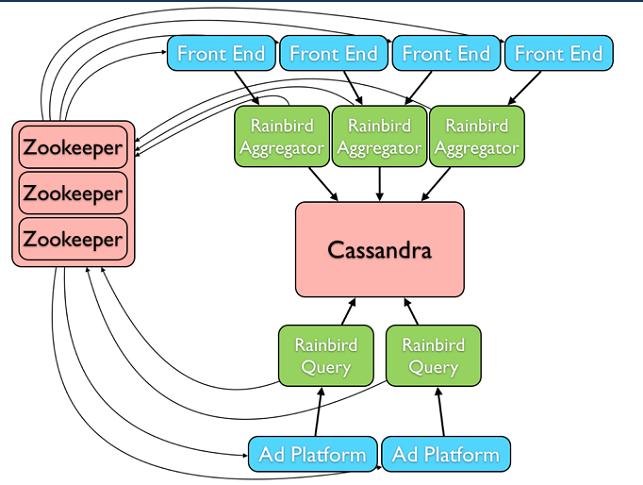 Front End
Front End
Front End
Front End
Rainbird
Aggregator
Rainbird
Aggregator
Rainbird
Aggregator
Zookeeper
Zookeeper
Zookeeper
Cassandra
Rainbird
Query
Rainbird
Query
Ad Platform
Ad Platform